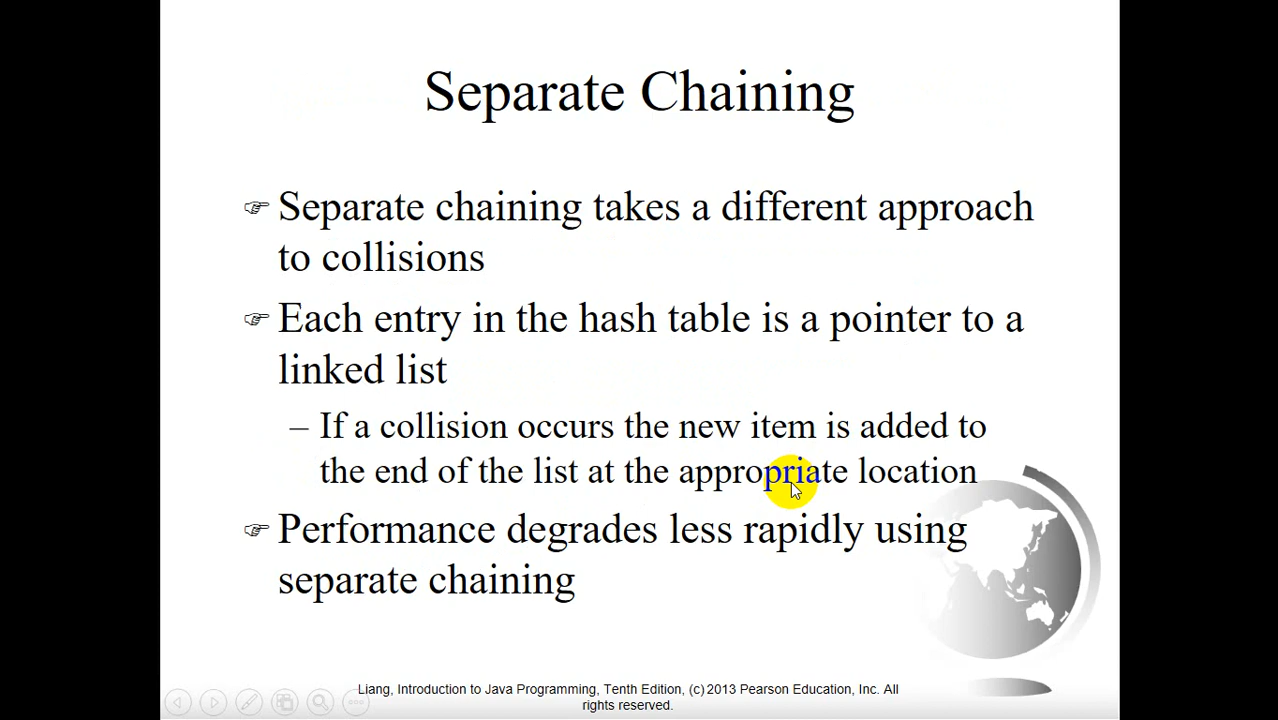 Separate Chaining
☞ Separate chaining takes a different approach
to collisions
☞ Each entry in the hash table is a pointer to a
linked list
– If a collision occurs the new item is added to
the end of the list at the appropriate location
☞ Performance degrades less rapidly using
separate chaining
Liang, Introduction to Java Programming, Tenth Edition, (c) 2013 Pearson Education, Inc. All
rights reserved.